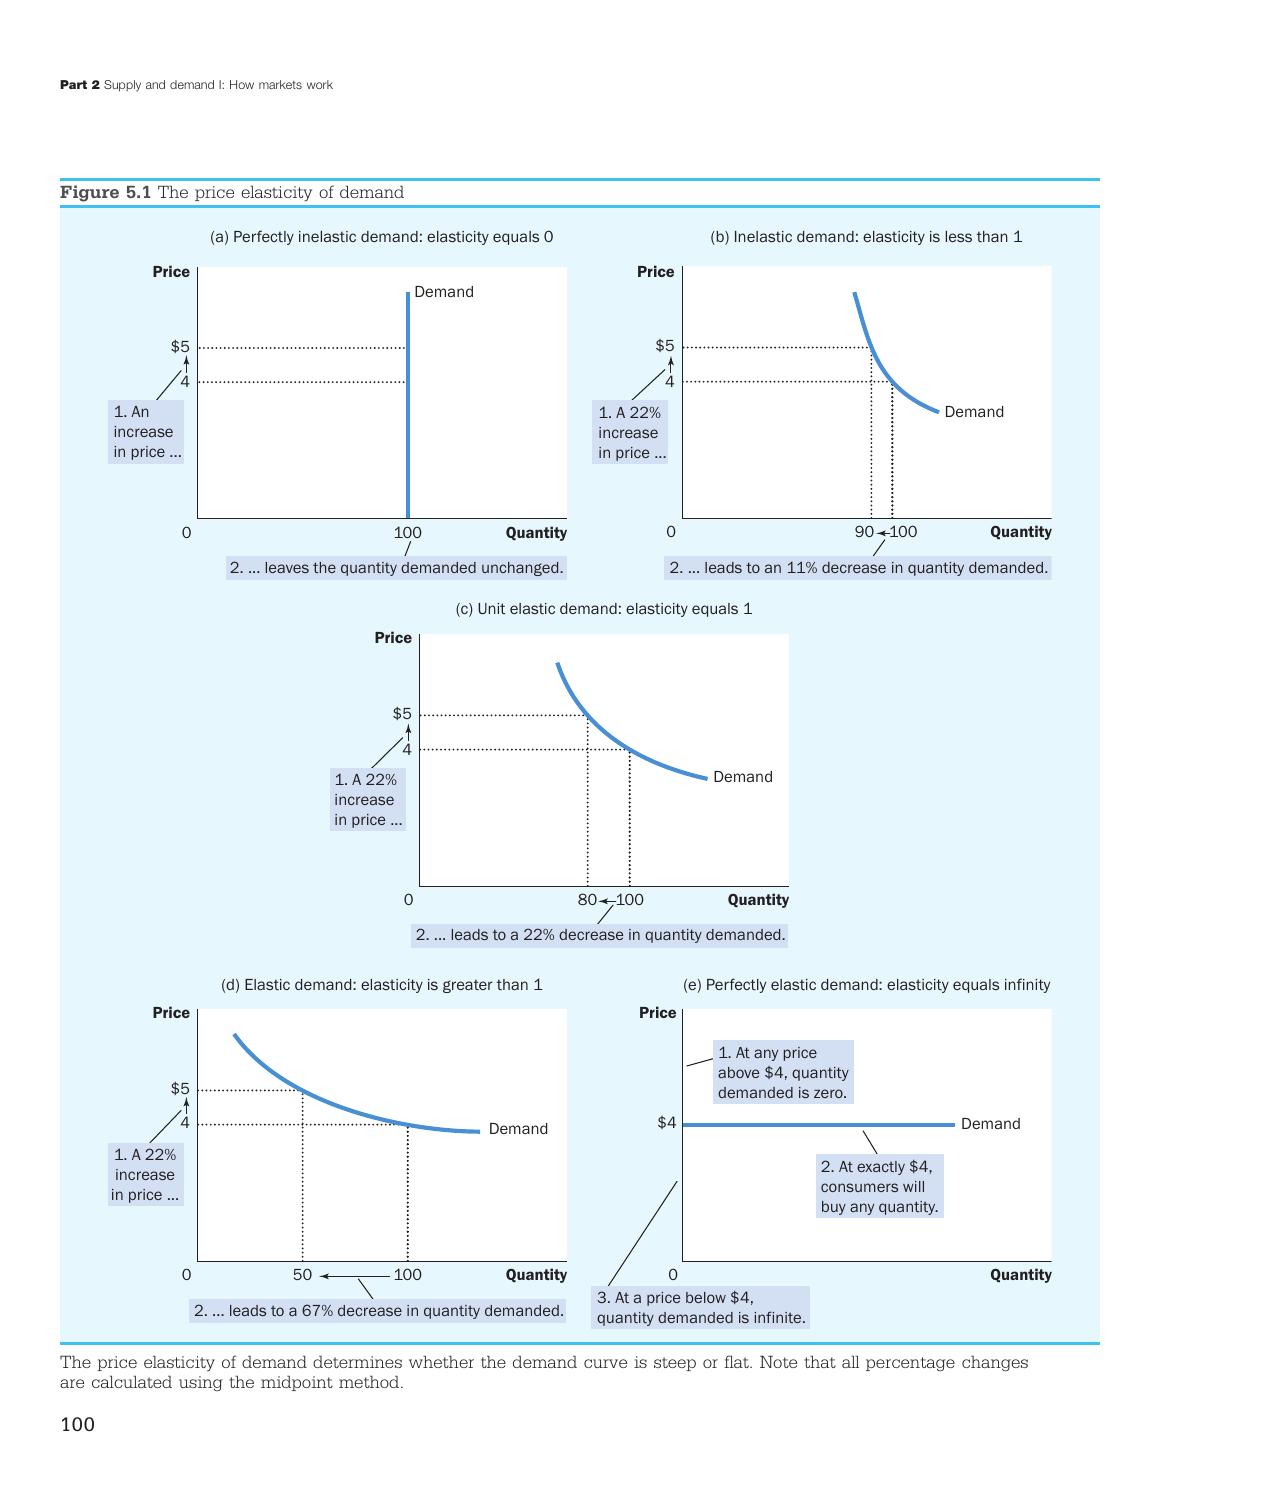 Part 2 Supply and demand I: How markets work
Figure 5.1 The price elasticity of demand
(a) Perfectly inelastic demand: elasticity equals 0
Price
Demand
$5
4
1. An
increase
in price ...
0
100
Quantity
2. ... leaves the quantity demanded unchanged.
(b) Inelastic demand: elasticity is less than 1
Price
$5
4
1. A 22%
increase
in price ...
Demand
0
90
100
Quantity
2. ... leads to an 11% decrease in quantity demanded.
(c) Unit elastic demand: elasticity equals 1
Price
$5
4
1. A 22%
increase
in price ...
Demand
0
80
100
Quantity
2. ... leads to a 22% decrease in quantity demanded.
(d) Elastic demand: elasticity is greater than 1
Price
$5
4
Demand
1. A 22%
increase
in price ...
0
50
100
Quantity
2. ... leads to a 67% decrease in quantity demanded.
(e) Perfectly elastic demand: elasticity equals infinity
Price
1. At any price
above $4, quantity
demanded is zero.
$4
Demand
2. At exactly $4,
consumers will
buy any quantity.
0
Quantity
3. At a price below $4,
quantity demanded is infinite.
The price elasticity of demand determines whether the demand curve is steep or flat. Note that all percentage changes
are calculated using the midpoint method.
100